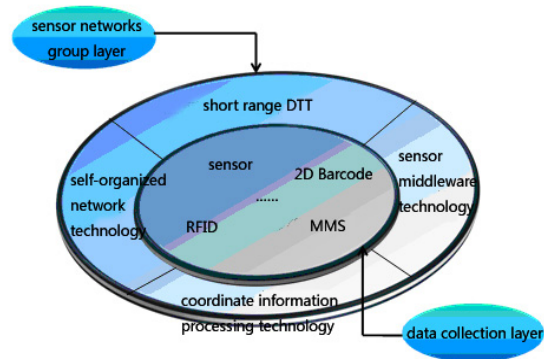 sensor networks
group layer
short range DTT
sensor
2D Barcode
......
RFID
MMS
self-organized
network
technology
sensor
middleware
technology
coordinate information
processing technology
data collection layer